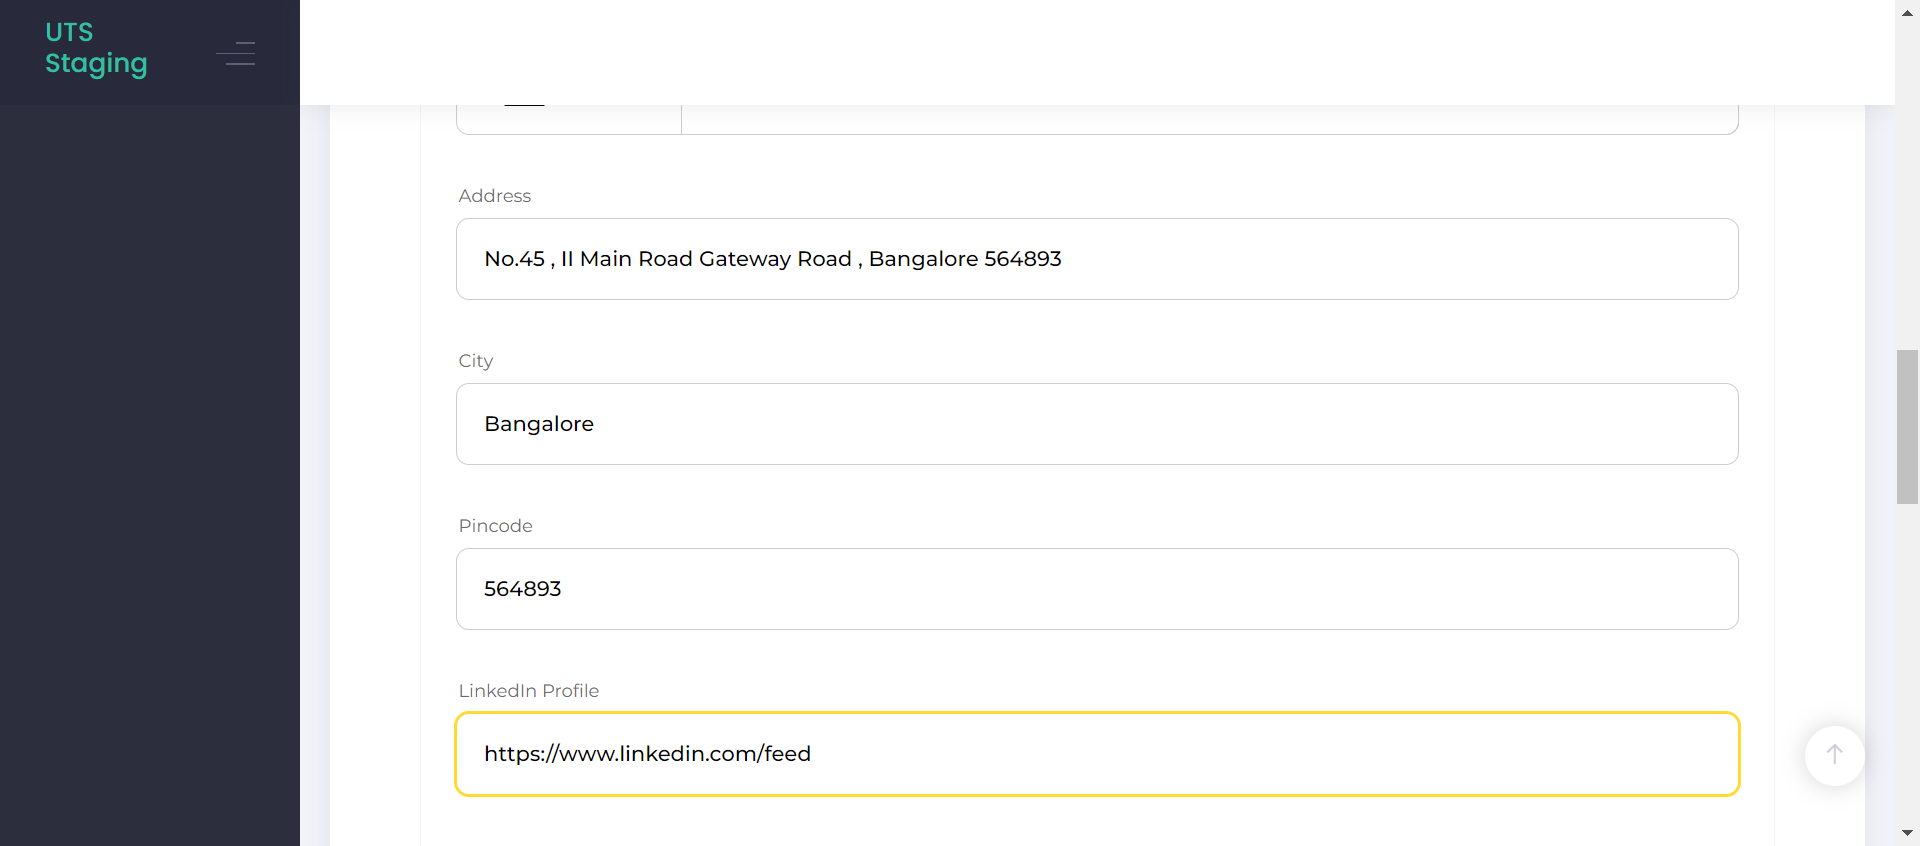 UTS
Staging
Address
No.45 , II Main Road Gateway Road , Bangalore 564893
City
Bangalore
Pincode
564893
LinkedIn Profile
https://www.linkedin.com/feed